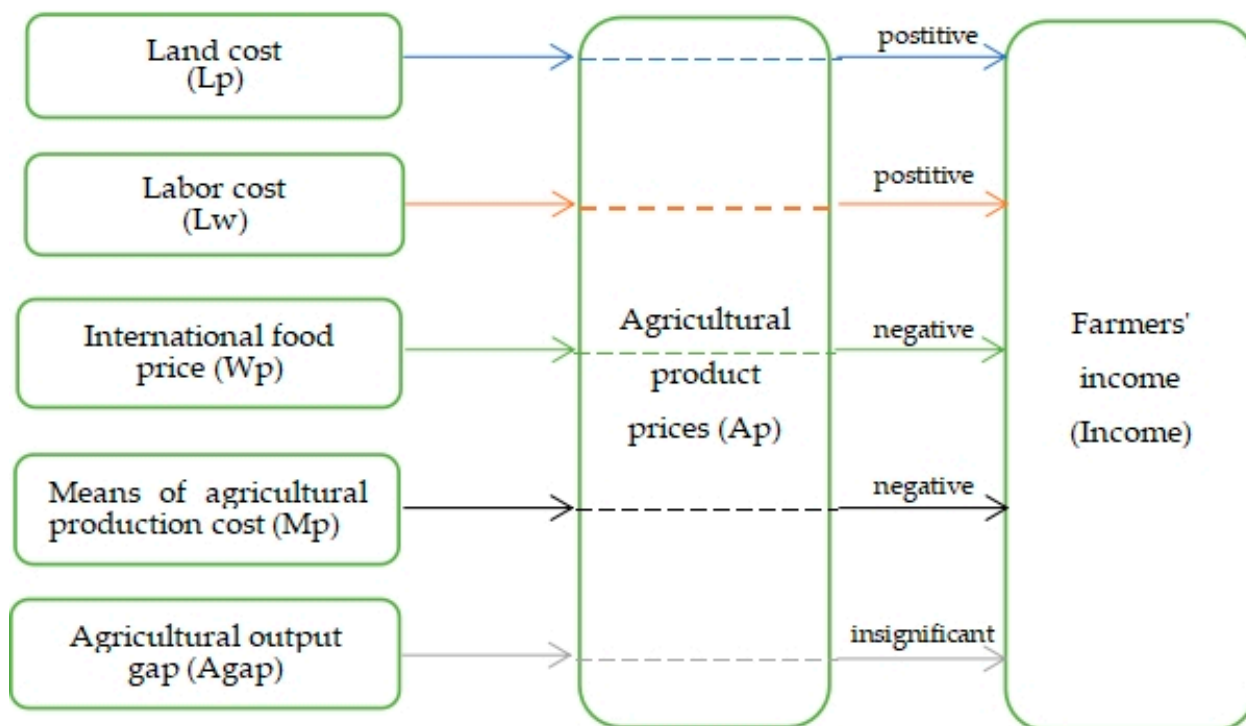 Land cost
(Lp)
postitive
Labor cost
(Lw)
postitive
International food
price (Wp)
Agricultural
product
prices (Ap)
negative
Farmers'
income
(Income)
Means of agricultural
production cost (Mp)
negative
Agricultural output
gap (Agap)
insignificant